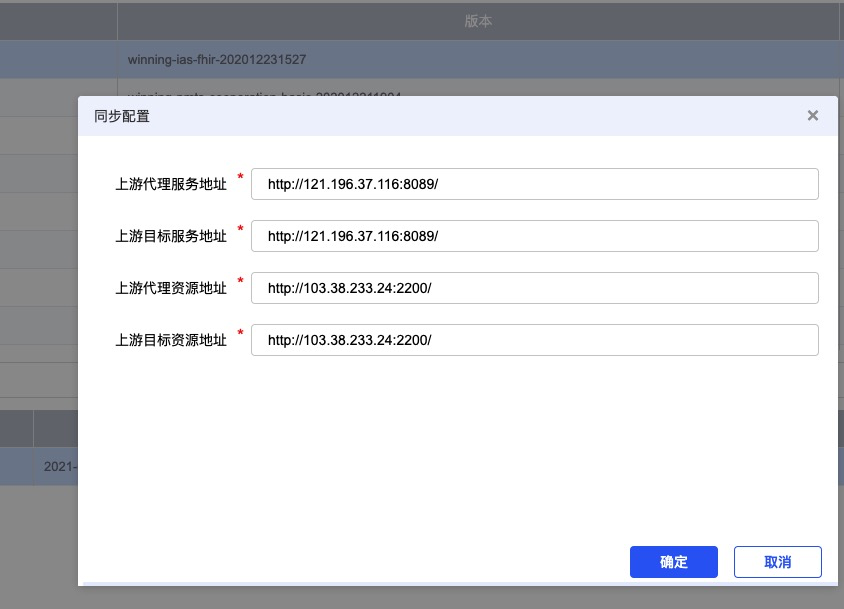 版本
winning-ias-fhir-202012231527
同步配置
上游代理服务地址 * http://121.196.37.116:8089/
上游目标服务地址 * http://121.196.37.116:8089/
上游代理资源地址 * http://103.38.233.24:2200/
上游目标资源地址 * http://103.38.233.24:2200/
2021-
确定 取消